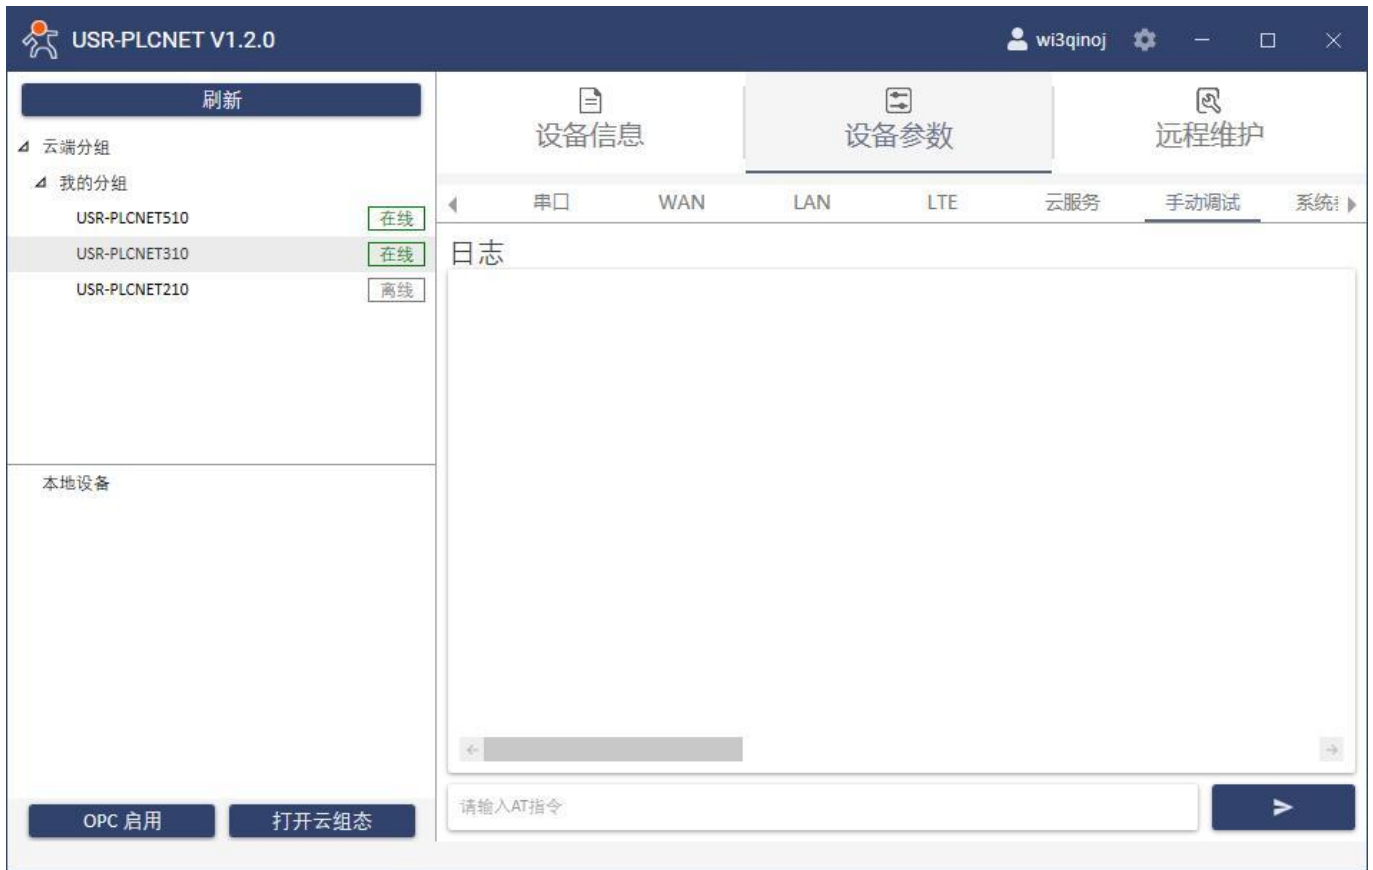 USR-PLCNET V1.2.0
wi3qinoj
刷新
云端分组
我的分组
USR-PLCNET510 在线
USR-PLCNET310 在线
USR-PLCNET210 离线
本地设备
OPC 启用
打开云组态
设备信息
设备参数
远程维护
串口 WAN LAN LTE 云服务 手动调试 系统
日志
请输入AT指令